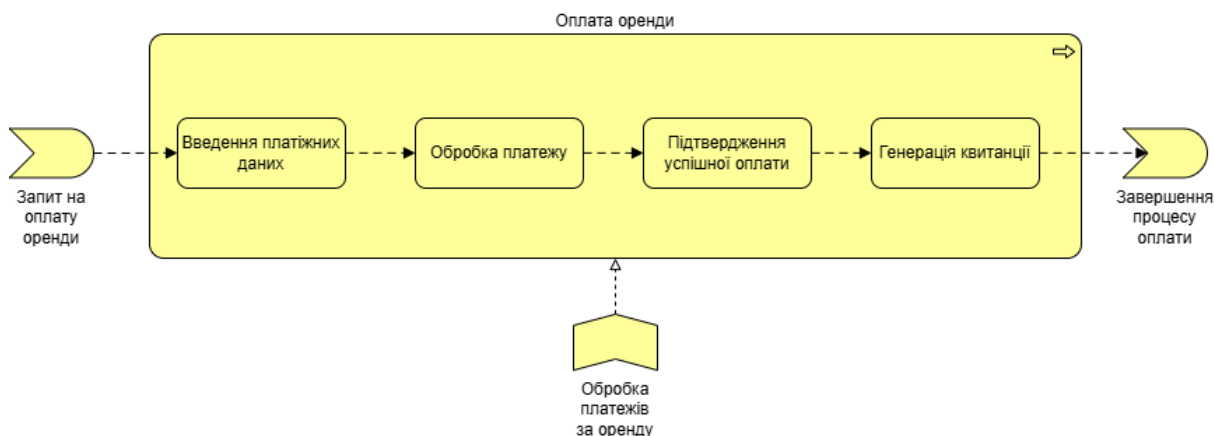 Оплата оренди
Запит на
оплату
оренди
Введення платіжних
даних
Обробка платежу
Підтвердження
успішної оплати
Генерація квитанції
Завершення
процесу
оплати
Обробка
платежів
за оренду